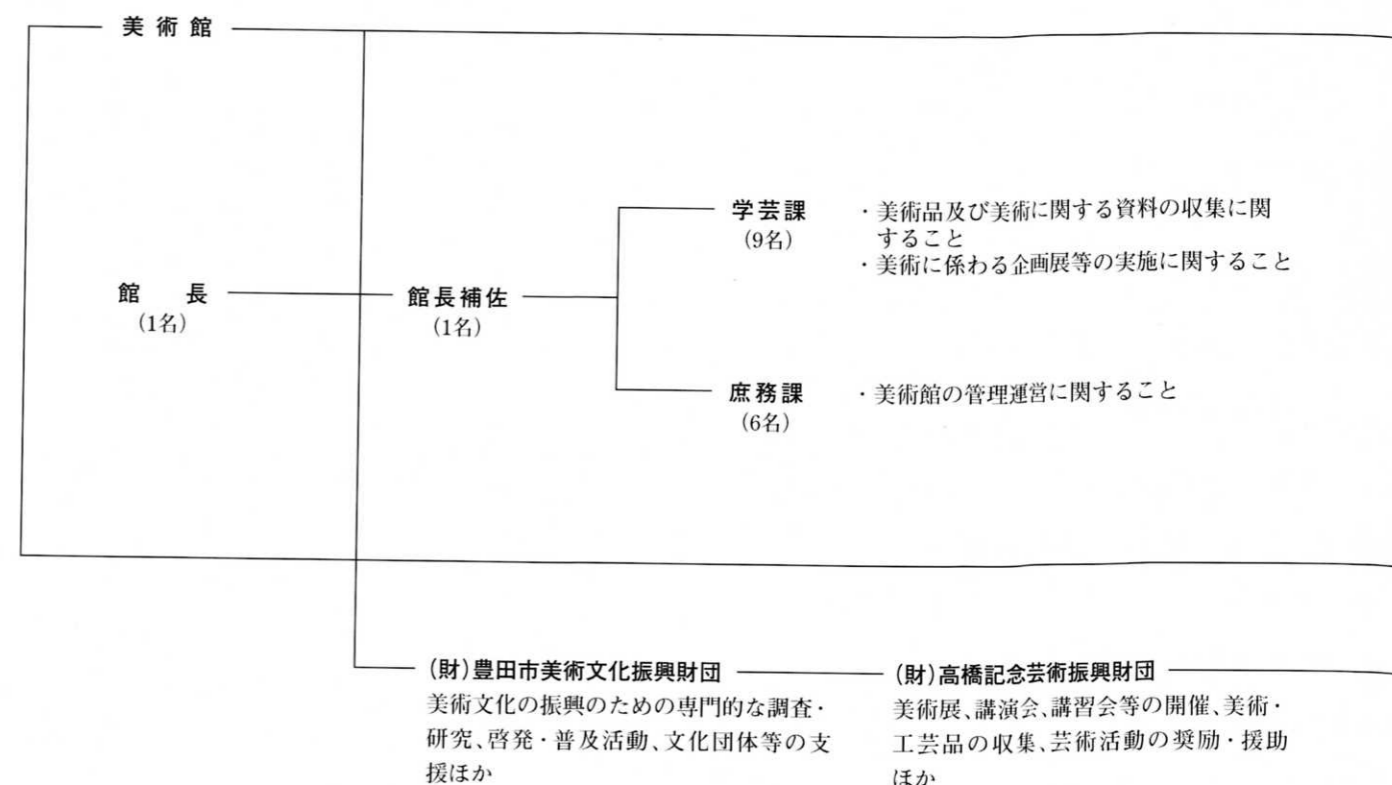 美術館
学芸課
(9名)
・美術品及び美術に関する資料の収集に関
すること
・美術に係わる企画展等の実施に関すること
館 長
(1名)
館長補佐
(1名)
庶務課
(6名)
・美術館の管理運営に関すること
(財)豊田市美術文化振興財団
美術文化の振興のための専門的な調査・
研究、啓発・普及活動、文化団体等の支
援ほか
(財)高橋記念芸術振興財団
美術展、講演会、講習会等の開催、美術・
工芸品の収集、芸術活動の奨励・援助
ほか